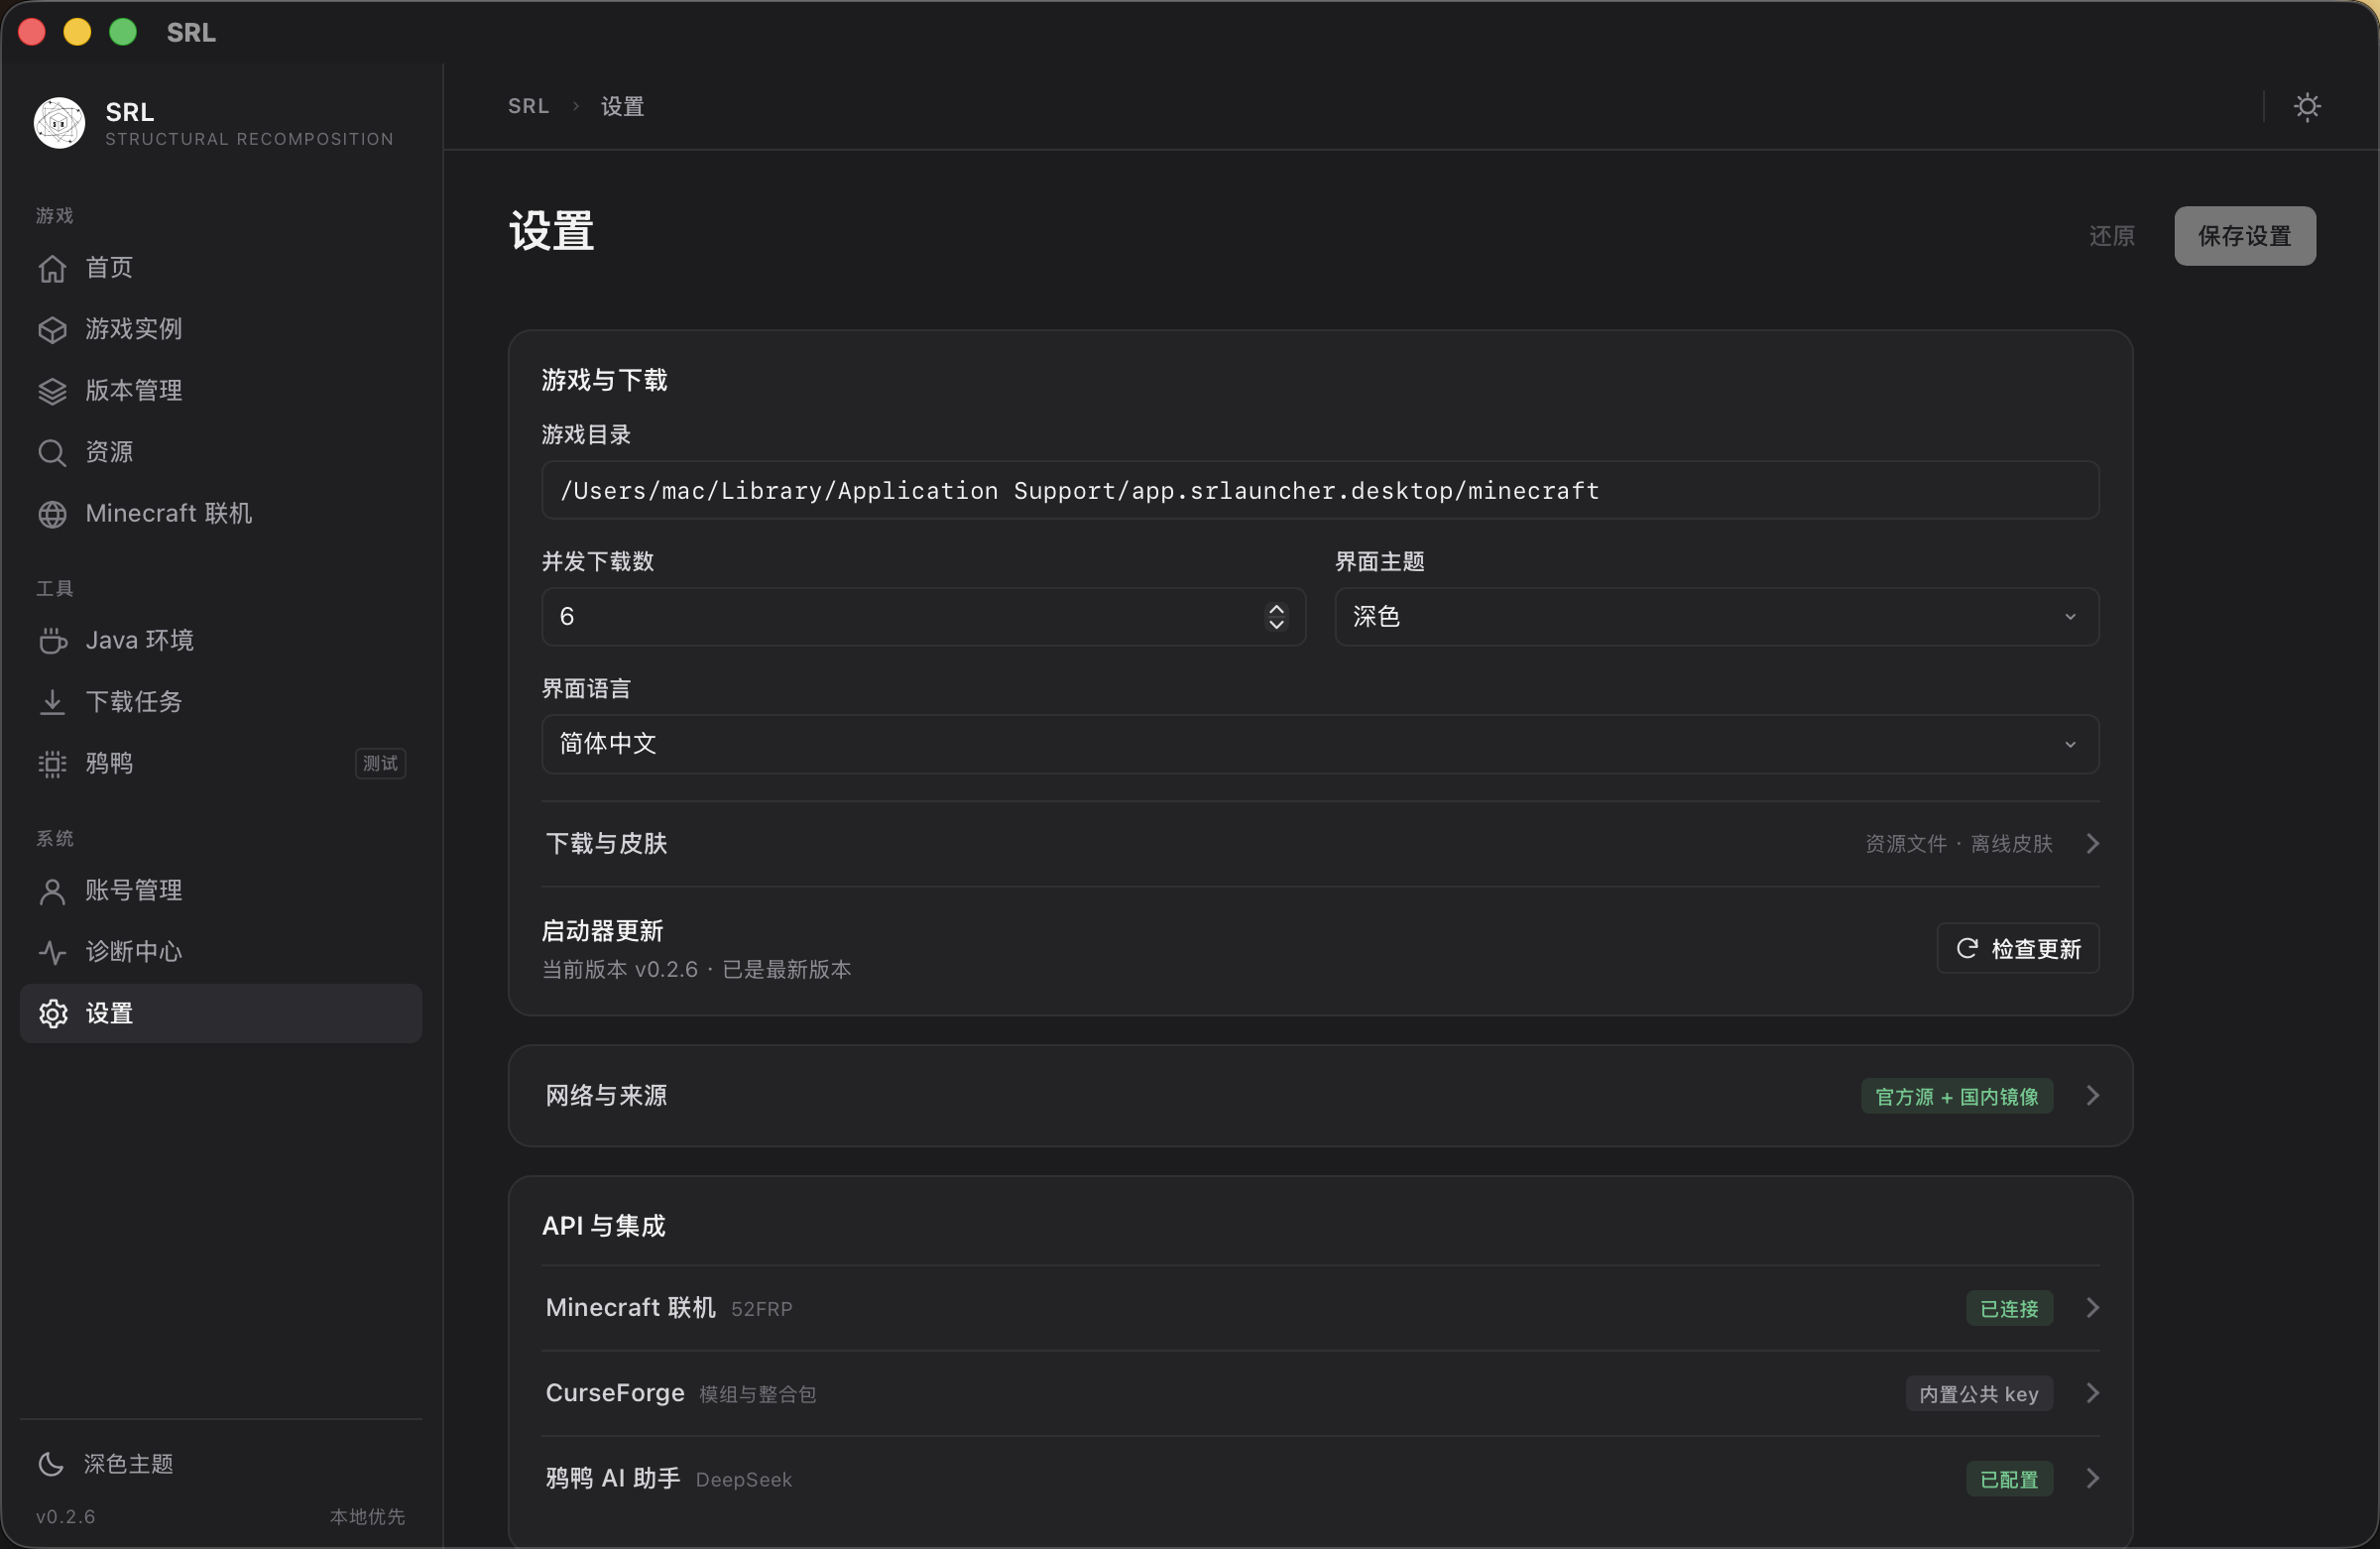 SRL
SRL
STRUCTURAL RECOMPOSITION
游戏
首页
游戏实例
版本管理
资源
Minecraft 联机
工具
Java 环境
下载任务
鸦鸭 测试
系统
账号管理
诊断中心
设置
深色主题
v0.2.6 本地优先
SRL › 设置
设置
还原 保存设置
游戏与下载
游戏目录
/Users/mac/Library/Application Support/app.srlauncher.desktop/minecraft
并发下载数 界面主题
6 深色
界面语言
简体中文
下载与皮肤 资源文件 · 离线皮肤
启动器更新
当前版本 v0.2.6 · 已是最新版本
检查更新
网络与来源 官方源 + 国内镜像
API 与集成
Minecraft 联机 52FRP 已连接
CurseForge 模组与整合包 内置公共 key
鸦鸭 AI 助手 DeepSeek 已配置